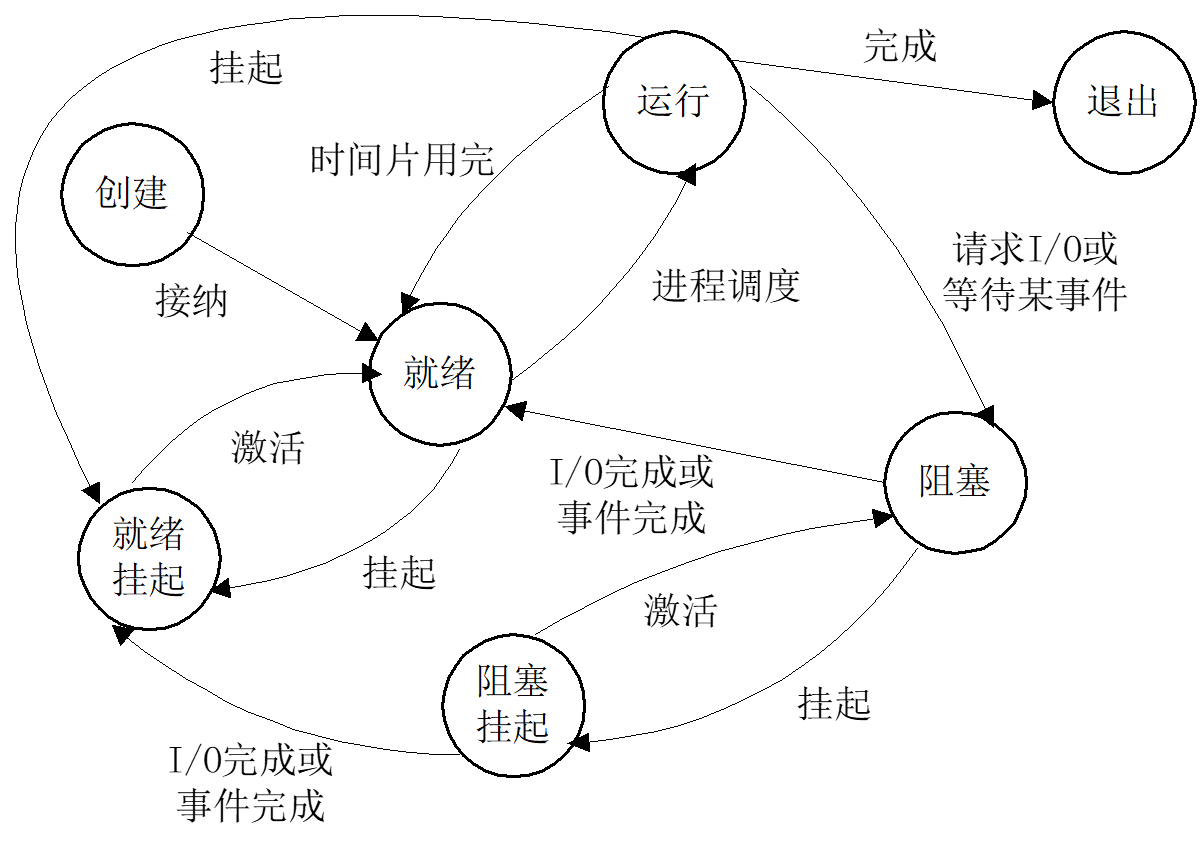 完成
挂起
运行
退出
时间片用完
创建
请求I/O或
等待某事件
接纳
进程调度
就绪
激活
I/O完成或
事件完成
阻塞
就绪
挂起
挂起
激活
阻塞
挂起
挂起
I/O完成或
事件完成